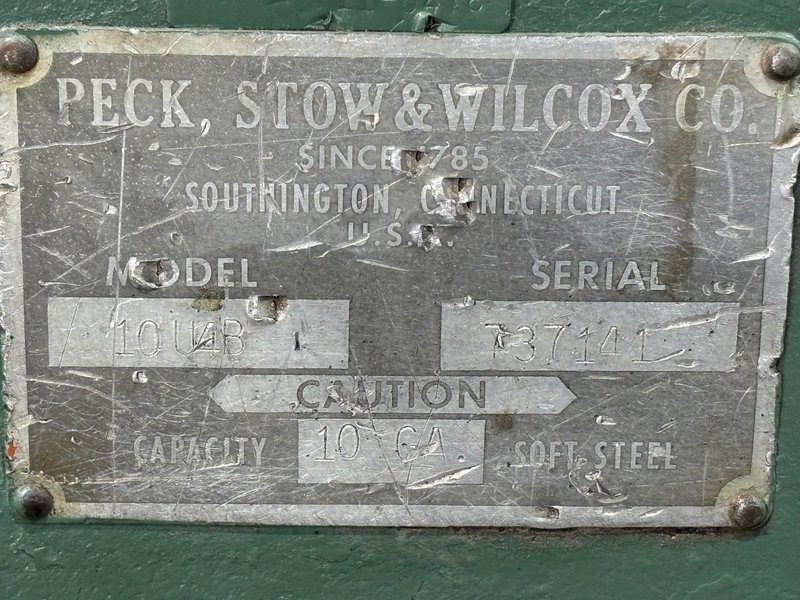 PECK, STOW & WILCOX CO.
SINCE 1785
SOUTHINGTON, CONNECTICUT
U.S.A.
MODEL SERIAL
10U4B 737141
CAUTION
CAPACITY 10 GA. SOFT STEEL